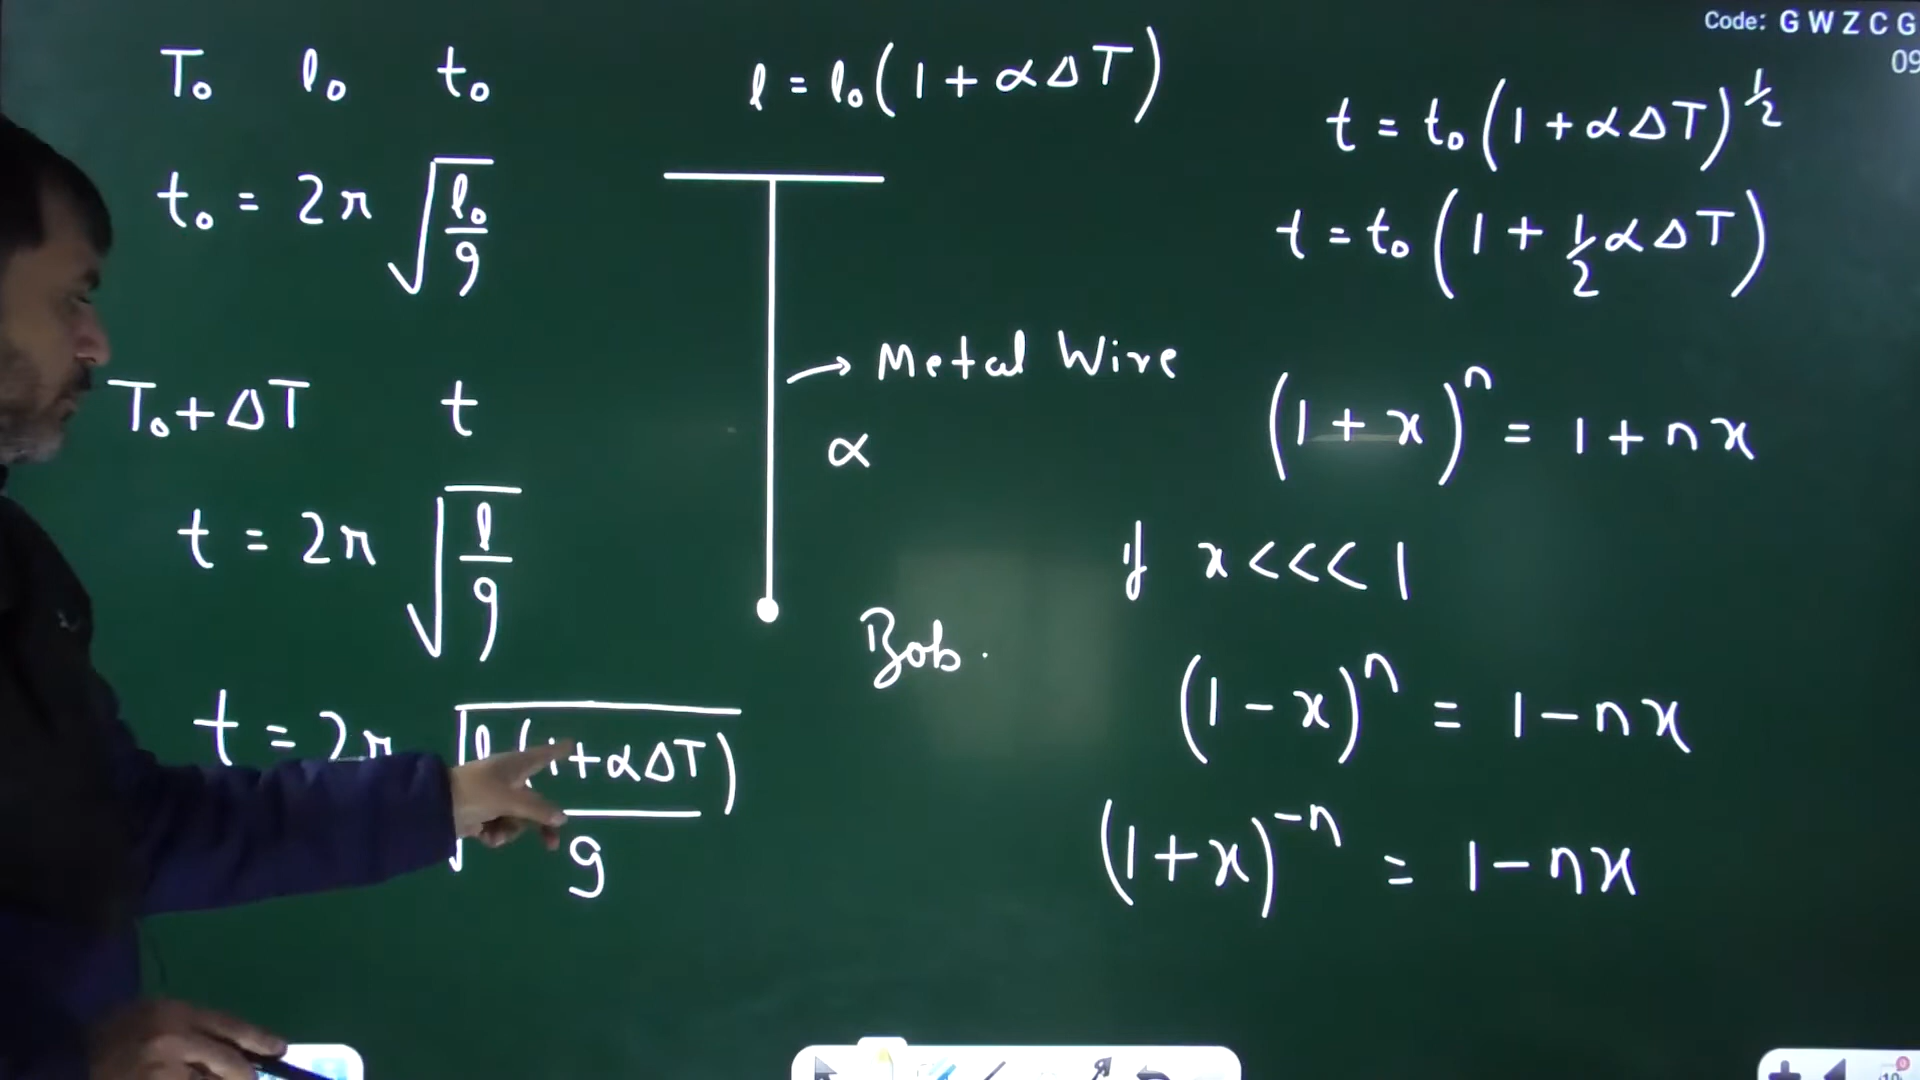 Code: G W Z C G
09
T₀ l₀ t₀
t₀ = 2π √(l₀/g)
T₀ + ΔT t
t = 2π √(l/g)
t = 2π √(l (1 + αΔT)/g)
l = l₀(1 + αΔT)
→ Metal Wire
α
Bob.
t = t₀(1 + αΔT)^½
t = t₀(1 + ½αΔT)
(1 + x)ⁿ = 1 + nx
if x <<< 1
(1 - x)ⁿ = 1 - nx
(1 + x)⁻ⁿ = 1 - nx